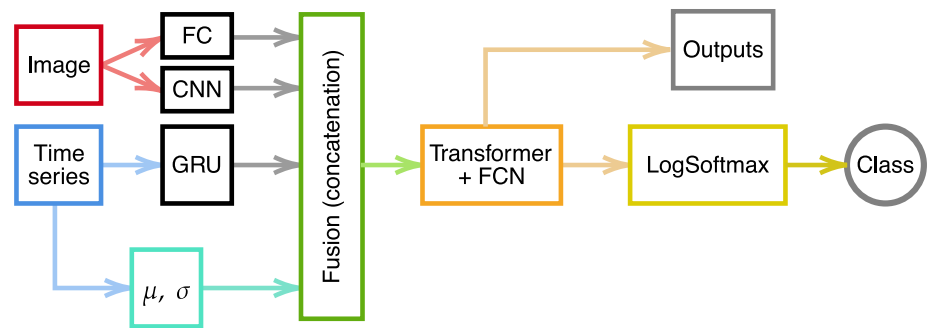 Image
FC
CNN
Time
series
GRU
μ, σ
Fusion (concatenation)
Transformer
+ FCN
Outputs
LogSoftmax
Class